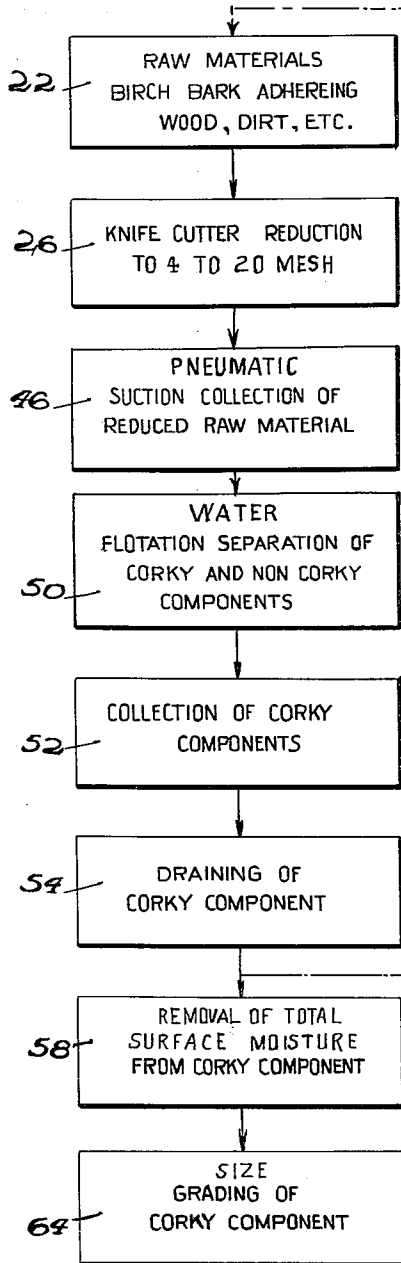 22
RAW MATERIALS
BIRCH BARK ADHEREING
WOOD, DIRT, ETC.
26
KNIFE CUTTER REDUCTION
TO 4 TO 20 MESH
46
PNEUMATIC
SUCTION COLLECTION OF
REDUCED RAW MATERIAL
50
WATER
FLOTATION SEPARATION OF
CORKY AND NON CORKY
COMPONENTS
52
COLLECTION OF CORKY
COMPONENTS
54
DRAINING OF
CORKY COMPONENT
58
REMOVAL OF TOTAL
SURFACE MOISTURE
FROM CORKY COMPONENT
64
SIZE
GRADING OF
CORKY COMPONENT